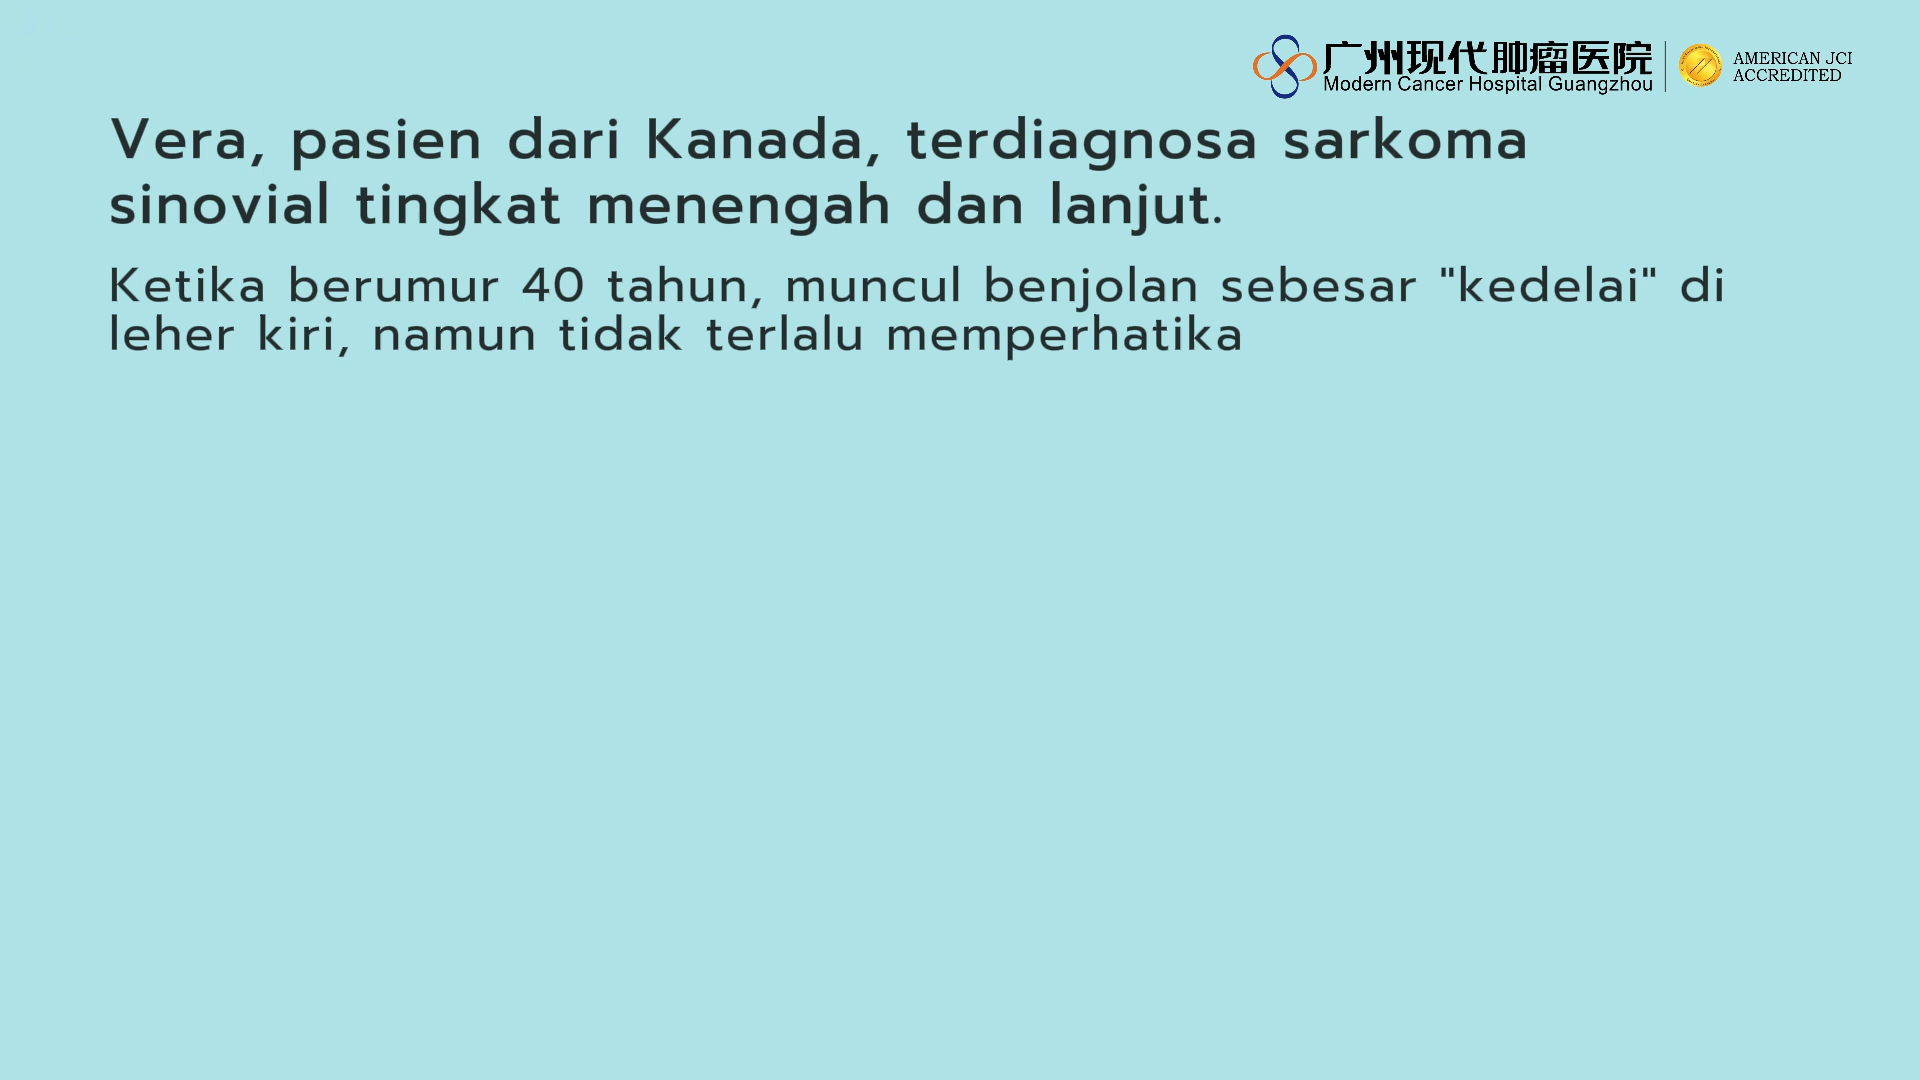 广州现代肿瘤医院
Modern Cancer Hospital Guangzhou
AMERICAN JCI
ACCREDITED
Vera, pasien dari Kanada, terdiagnosa sarkoma
sinovial tingkat menengah dan lanjut.
Ketika berumur 40 tahun, muncul benjolan sebesar "kedelai" di
leher kiri, namun tidak terlalu memperhatika